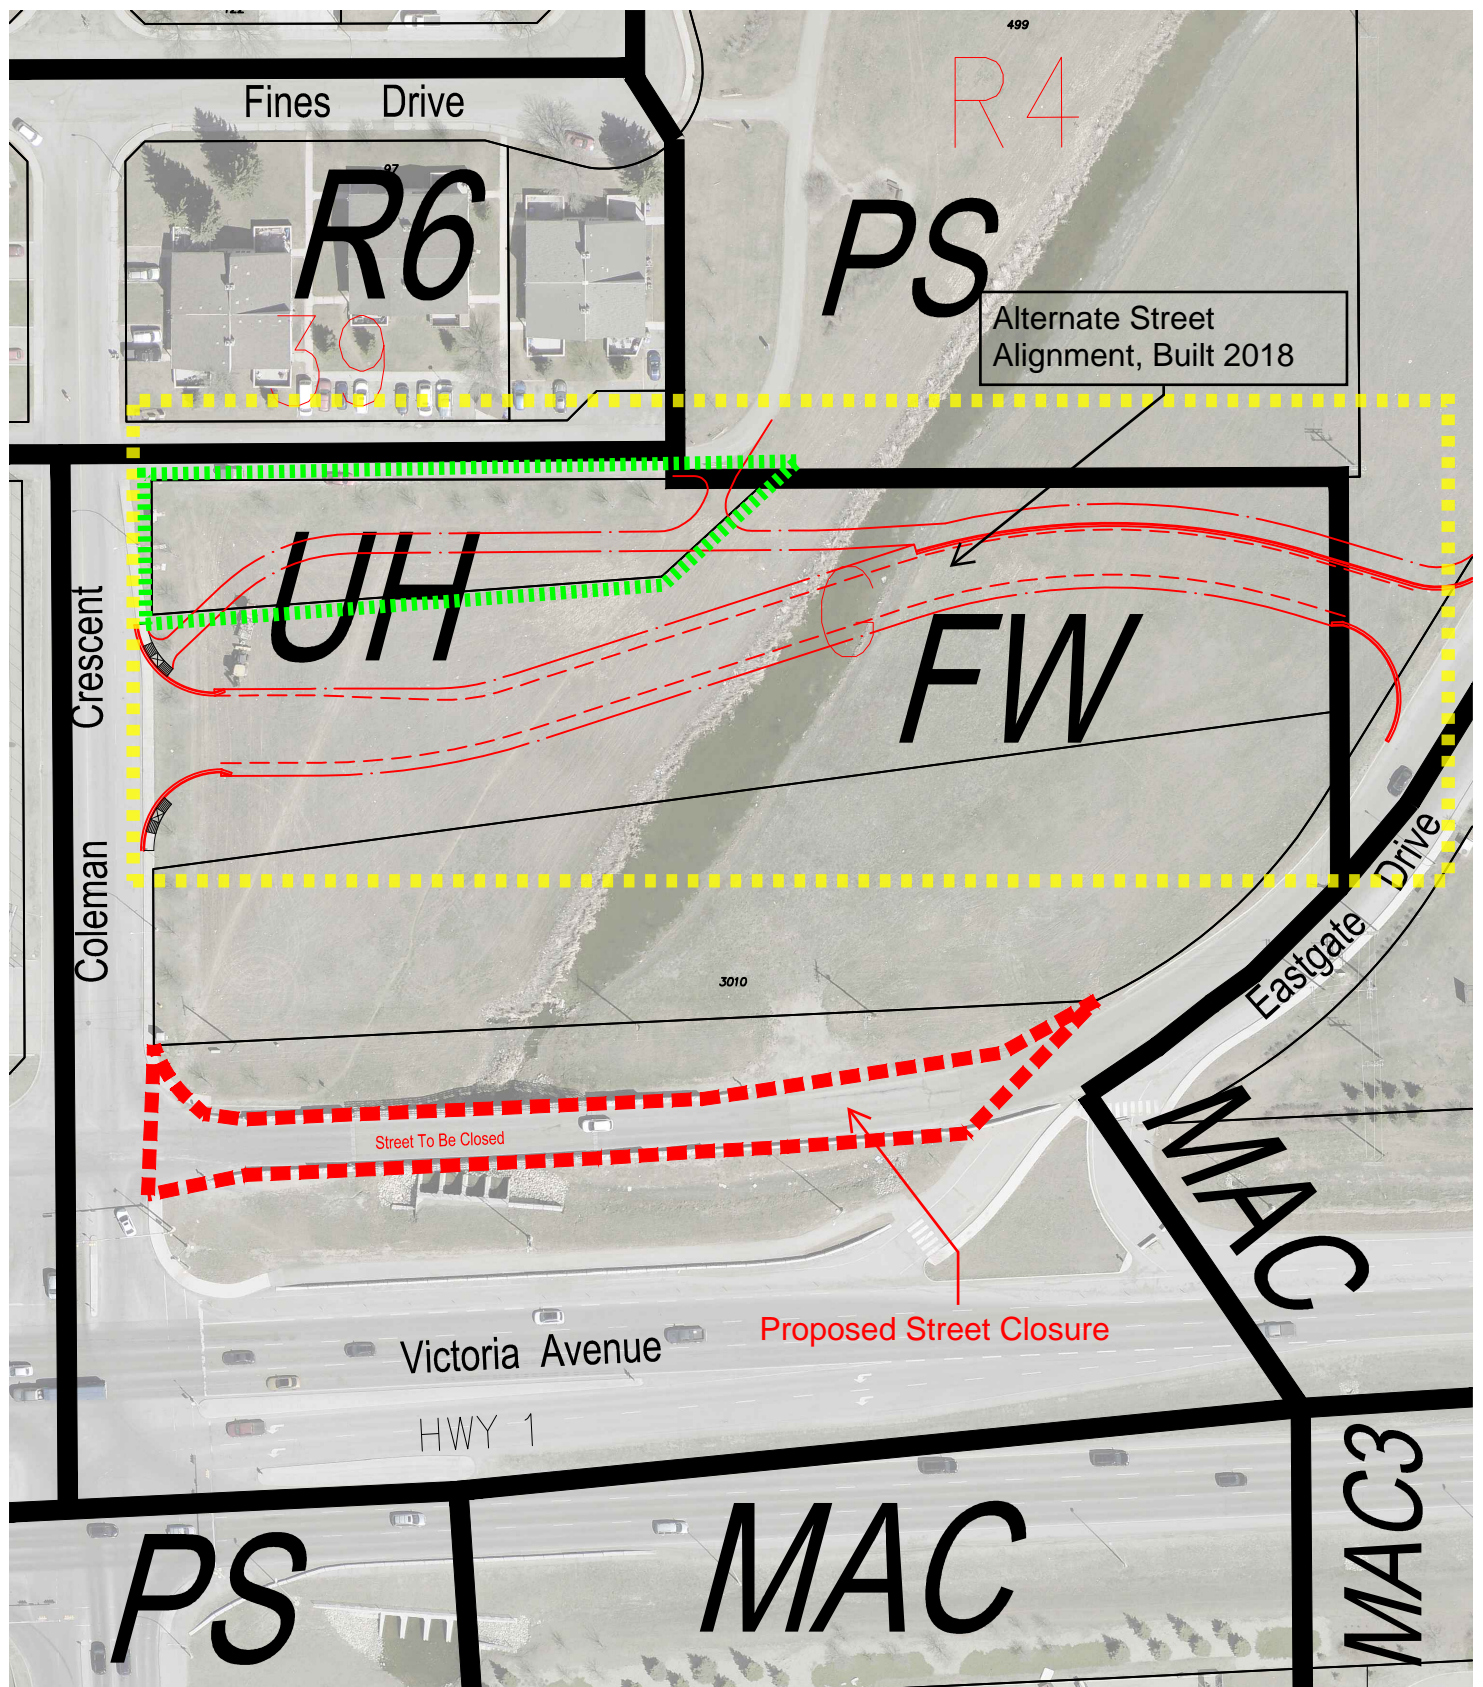 499
R4
Fines Drive
97
R6
39
PS
Alternate Street
Alignment, Built 2018
UH
FW
Coleman Crescent
Eastgate Drive
3010
Street To Be Closed
MAC
Proposed Street Closure
Victoria Avenue
HWY 1
PS
MAC
MAC3